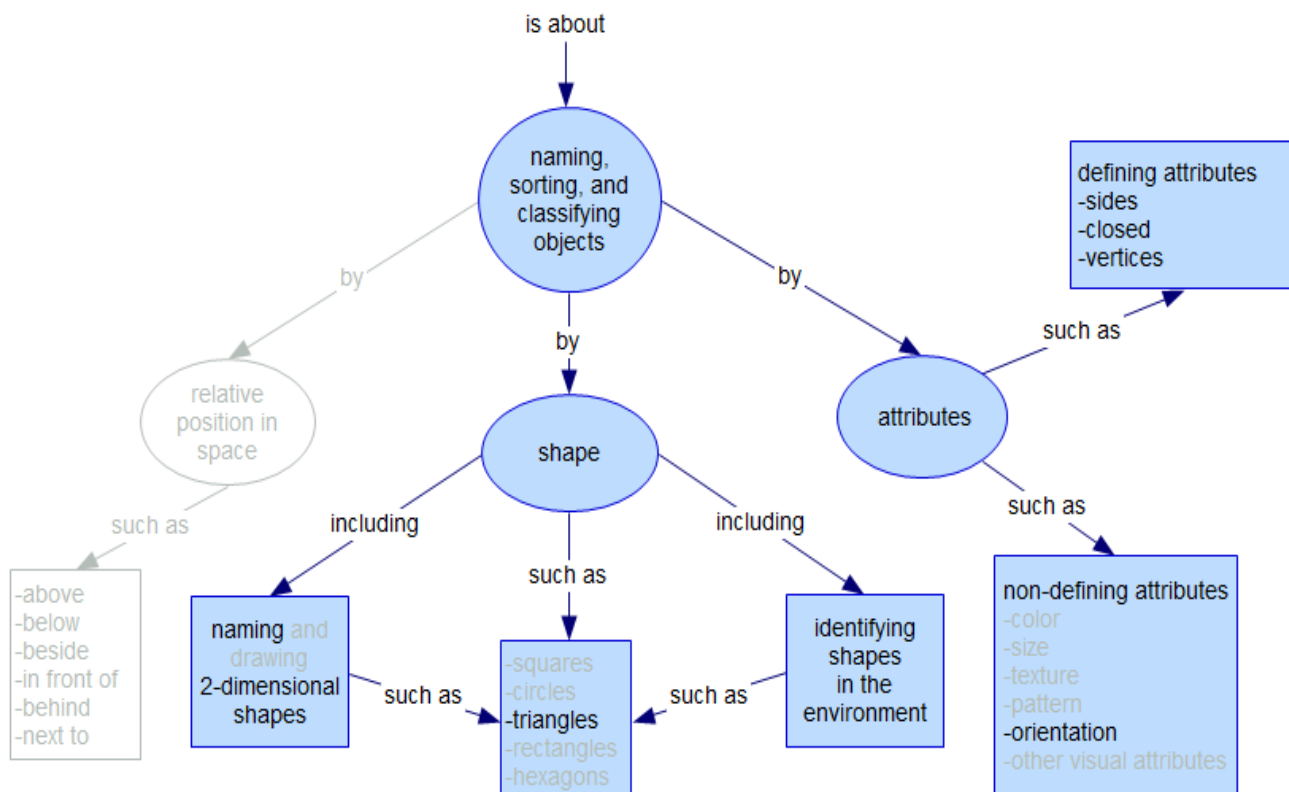 is about
naming,
sorting, and
classifying
objects
defining attributes
-sides
-closed
-vertices
by
by
by
such as
relative
position in
space
shape
attributes
such as
including
such as
including
such as
-above
-below
-beside
-in front of
-behind
-next to
naming and
drawing
2-dimensional
shapes
such as
-squares
-circles
-triangles
-rectangles
-hexagons
such as
identifying
shapes
in the
environment
non-defining attributes
-color
-size
-texture
-pattern
-orientation
-other visual attributes